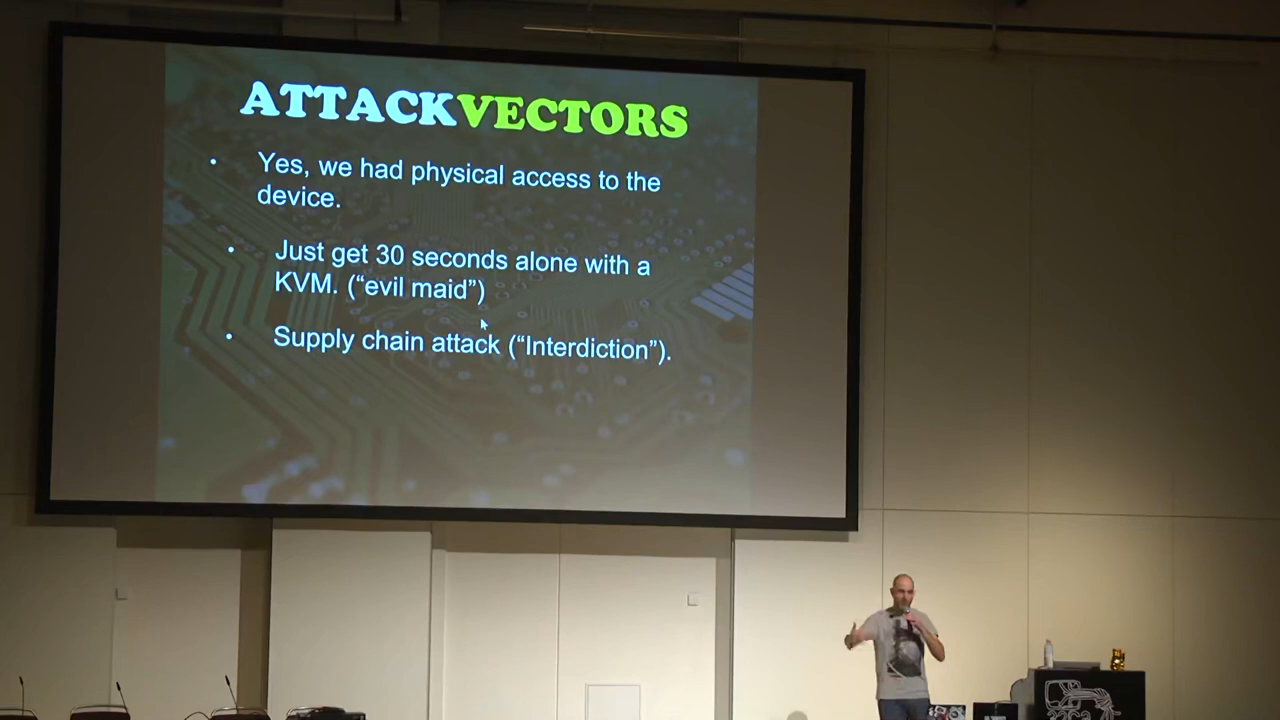 ATTACKVECTORS
• Yes, we had physical access to the
device.
• Just get 30 seconds alone with a
KVM. (“evil maid”)
• Supply chain attack (“Interdiction”).